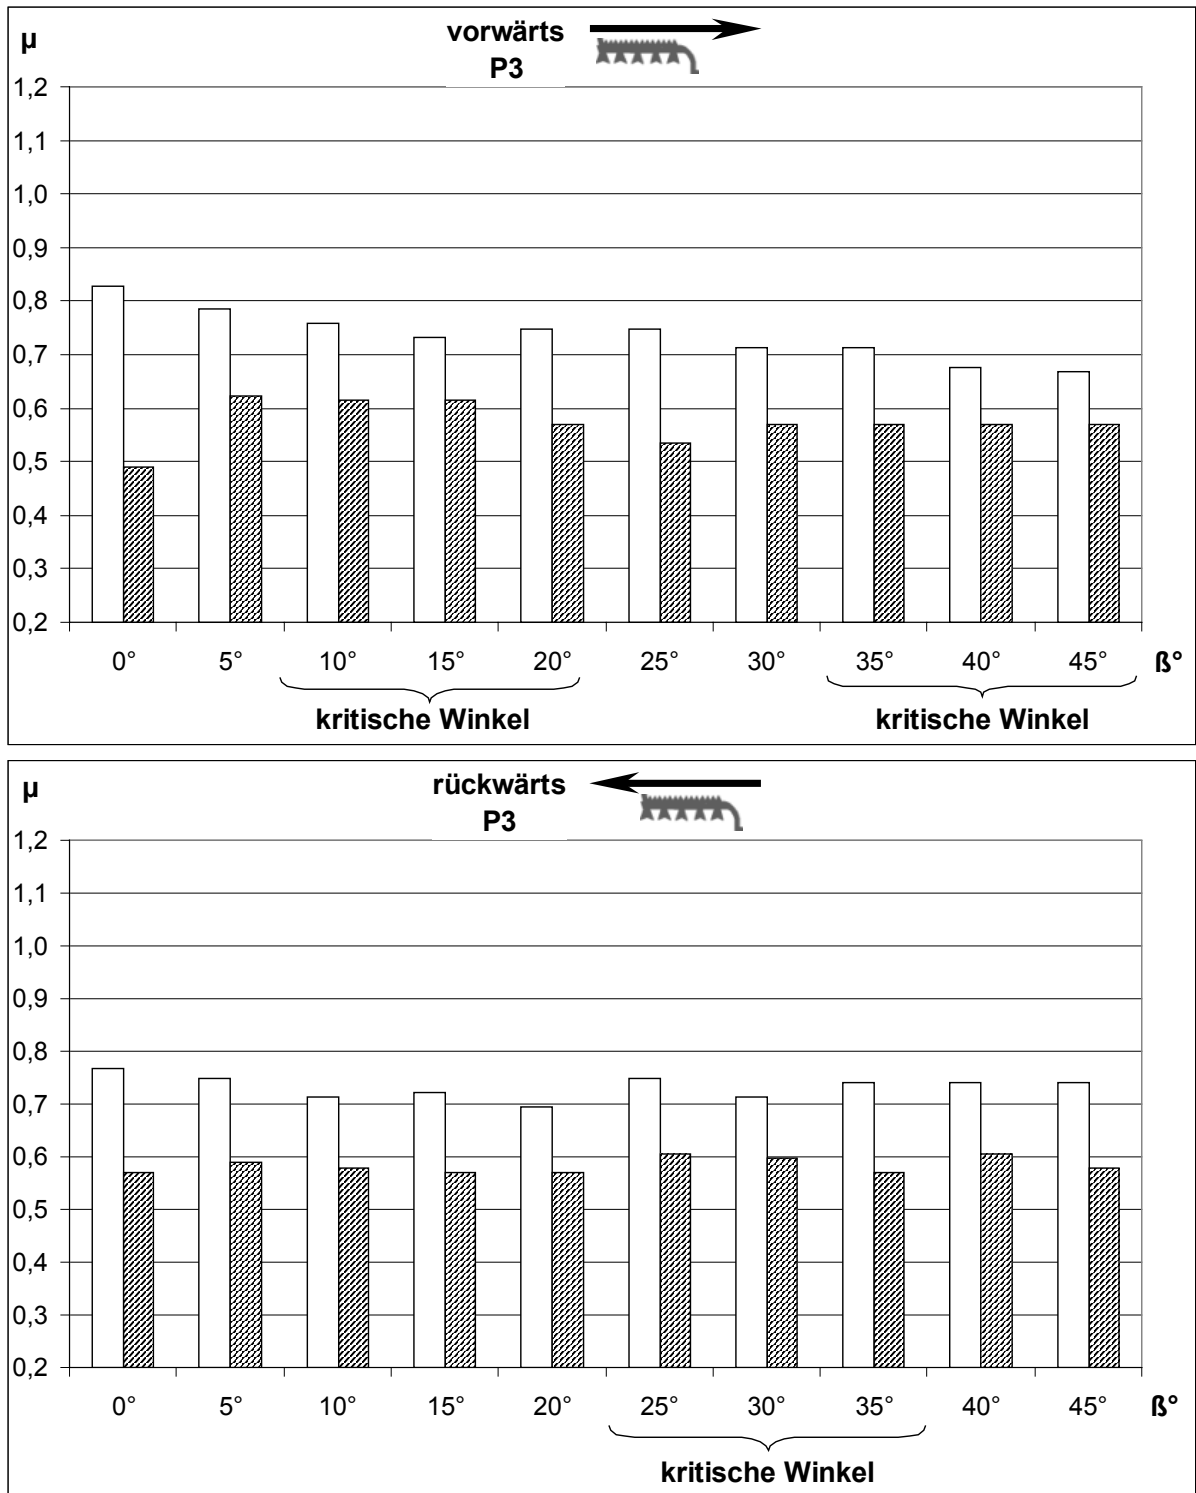 µ
vorwärts
P3
1,2
1,1
1,0
0,9
0,8
0,7
0,6
0,5
0,4
0,3
0,2
0° 5° 10° 15° 20° 25° 30° 35° 40° 45° ß°
kritische Winkel kritische Winkel
µ
rückwärts
P3
1,2
1,1
1,0
0,9
0,8
0,7
0,6
0,5
0,4
0,3
0,2
0° 5° 10° 15° 20° 25° 30° 35° 40° 45° ß°
kritische Winkel